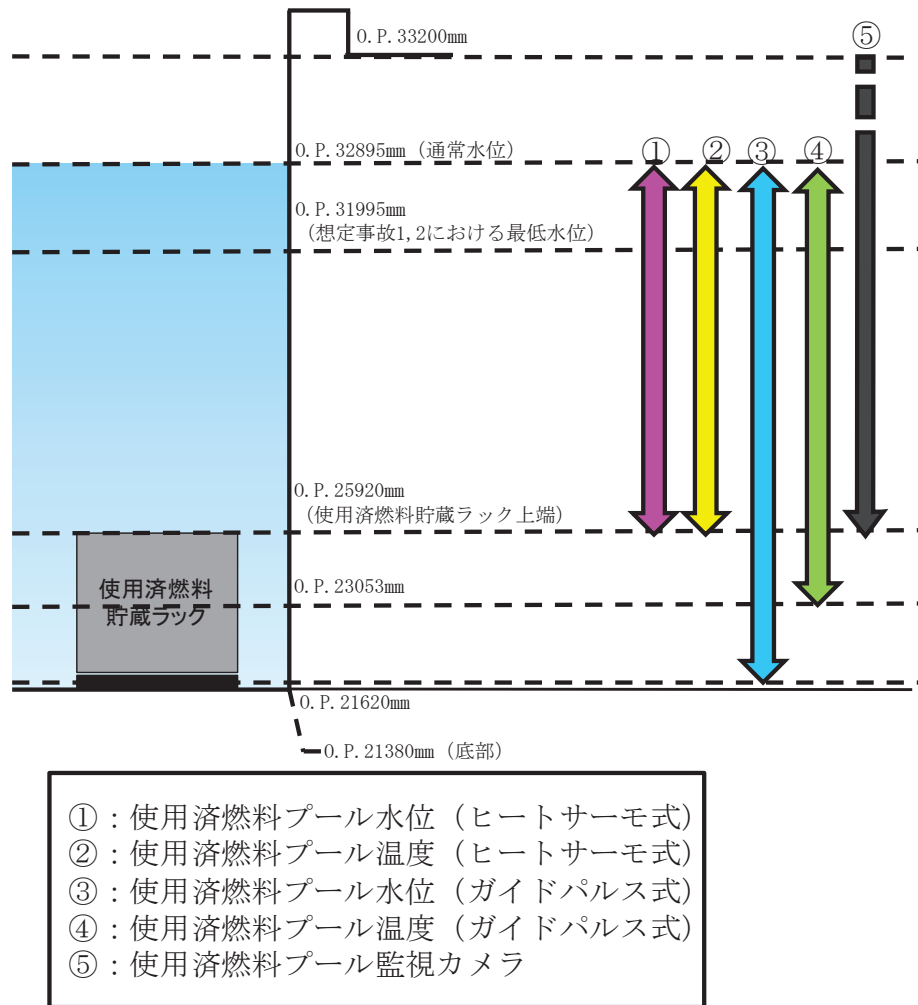 O.P.33200mm
⑤
O.P.32895mm（通常水位）
① ② ③ ④
O.P.31995mm
（想定事故1,2における最低水位）
O.P.25920mm
（使用済燃料貯蔵ラック上端）
使用済燃料
貯蔵ラック
O.P.23053mm
O.P.21620mm
O.P.21380mm（底部）
①：使用済燃料プール水位（ヒートサーモ式）
②：使用済燃料プール温度（ヒートサーモ式）
③：使用済燃料プール水位（ガイドパルス式）
④：使用済燃料プール温度（ガイドパルス式）
⑤：使用済燃料プール監視カメラ